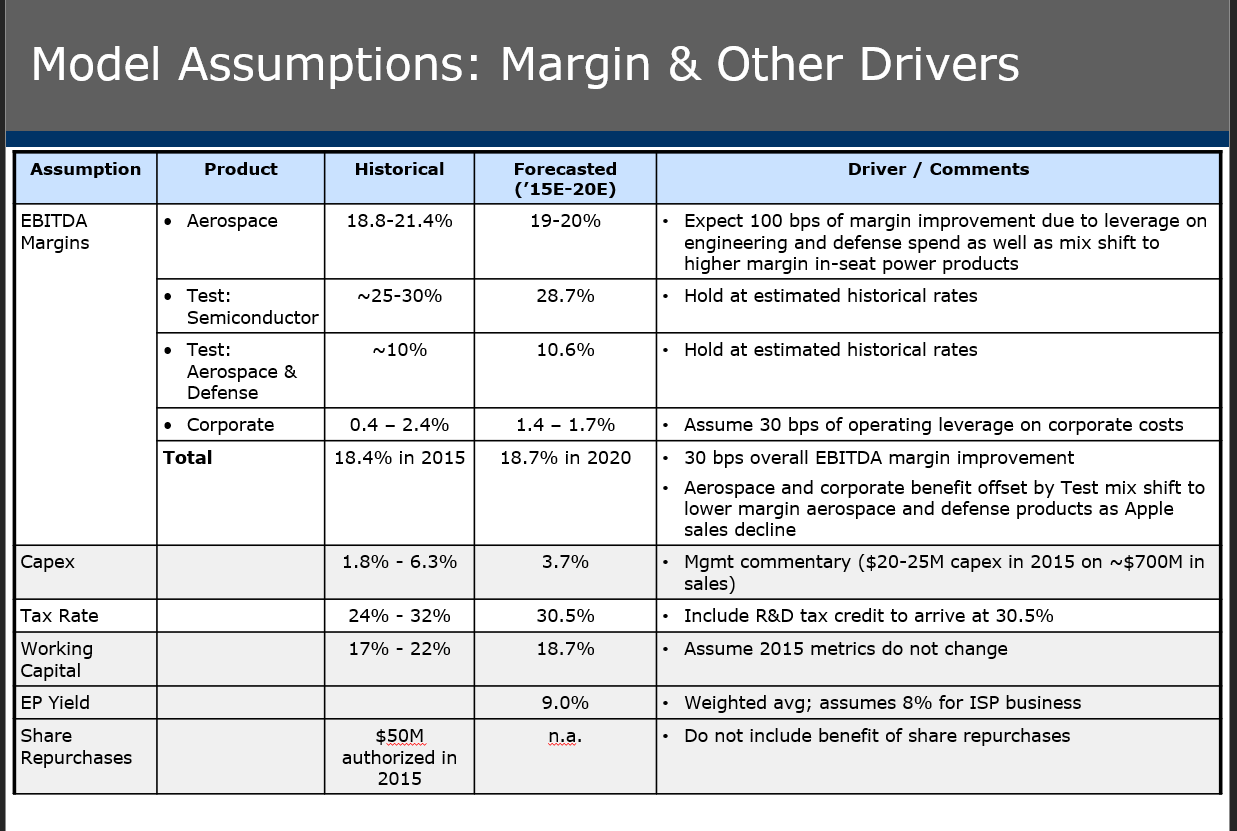 Model Assumptions: Margin & Other Drivers
Assumption
Product
Historical
Forecasted
(’15E-20E)
Driver / Comments
EBITDA
Margins
• Aerospace
18.8-21.4%
19-20%
• Expect 100 bps of margin improvement due to leverage on
engineering and defense spend as well as mix shift to
higher margin in-seat power products
• Test:
Semiconductor
~25-30%
28.7%
• Hold at estimated historical rates
• Test:
Aerospace &
Defense
~10%
10.6%
• Hold at estimated historical rates
• Corporate
0.4 – 2.4%
1.4 – 1.7%
• Assume 30 bps of operating leverage on corporate costs
Total
18.4% in 2015
18.7% in 2020
• 30 bps overall EBITDA margin improvement
• Aerospace and corporate benefit offset by Test mix shift to
lower margin aerospace and defense products as Apple
sales decline
Capex
1.8% - 6.3%
3.7%
• Mgmt commentary ($20-25M capex in 2015 on ~$700M in
sales)
Tax Rate
24% - 32%
30.5%
• Include R&D tax credit to arrive at 30.5%
Working
Capital
17% - 22%
18.7%
• Assume 2015 metrics do not change
EP Yield
9.0%
• Weighted avg; assumes 8% for ISP business
Share
Repurchases
$50M
authorized in
2015
n.a.
• Do not include benefit of share repurchases